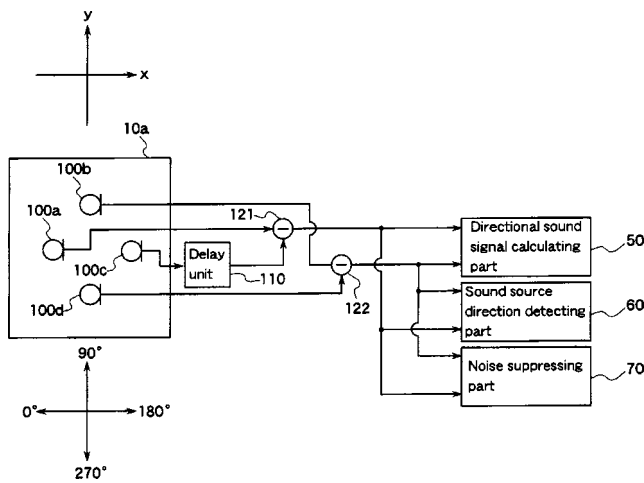 y
x
10a
100b
100a
121
100c
Delay
unit
110
100d
122
Directional sound
signal calculating
part
50
Sound source
direction detecting
part
60
Noise suppressing
part
70
90°
0°
180°
270°